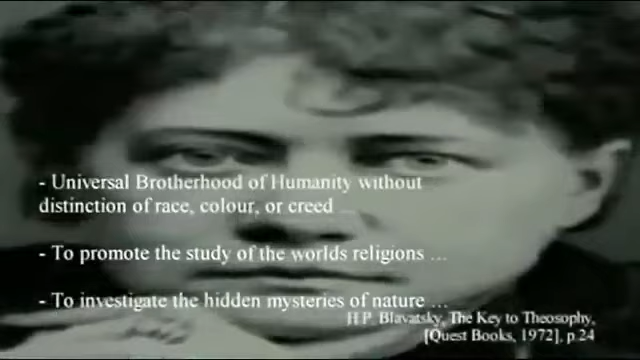 - Universal Brotherhood of Humanity without
distinction of race, colour, or creed ...
- To promote the study of the worlds religions ...
- To investigate the hidden mysteries of nature ...
H.P. Blavatsky, The Key to Theosophy,
[Quest Books, 1972], p.24